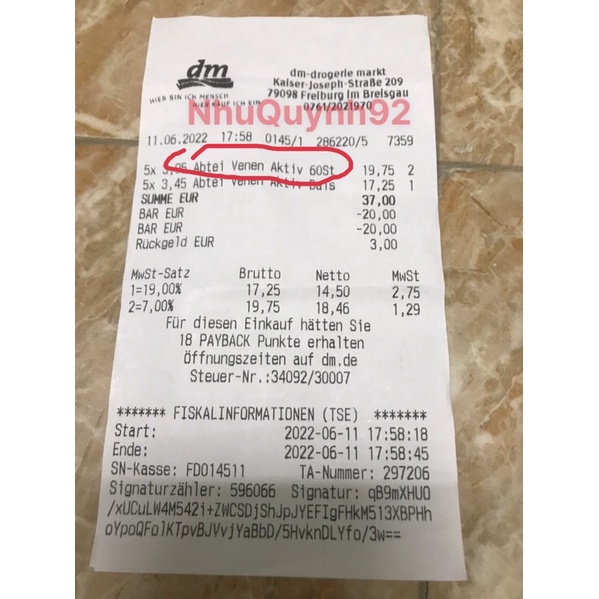 dm
HIER BIN ICH MENSCH
HIER KAUF ICH EIN
dm-drogerie markt
Kaiser-Joseph-Straße 209
79098 Freiburg im Breisgau
0761/2021970
NhuQuynh92
11.06.2022 17:58 0145/1 286220/5 7359
5x 3,95 Abtei Venen Aktiv 60St 19,75 2
5x 3,45 Abtei Venen Aktiv Bals 17,25 1
SUMME EUR 37,00
BAR EUR -20,00
BAR EUR -20,00
Rückgeld EUR 3,00
MwSt-Satz Brutto Netto MwSt
1=19,00% 17,25 14,50 2,75
2=7,00% 19,75 18,46 1,29
Für diesen Einkauf hätten Sie
18 PAYBACK Punkte erhalten
Öffnungszeiten auf dm.de
Steuer-Nr.:34092/30007
******* FISKALINFORMATIONEN (TSE) *******
Start: 2022-06-11 17:58:18
Ende: 2022-06-11 17:58:45
SN-Kasse: FD014511 TA-Nummer: 297206
Signaturzähler: 596066 Signatur: qB9mXHUO
/xUCuLW4M542i+ZWCSDjShJpJYEFIgFHkM513XBPHh
oYpoQFolKTpvBJVvjYaBbD/5HvknDLYfo/3w==